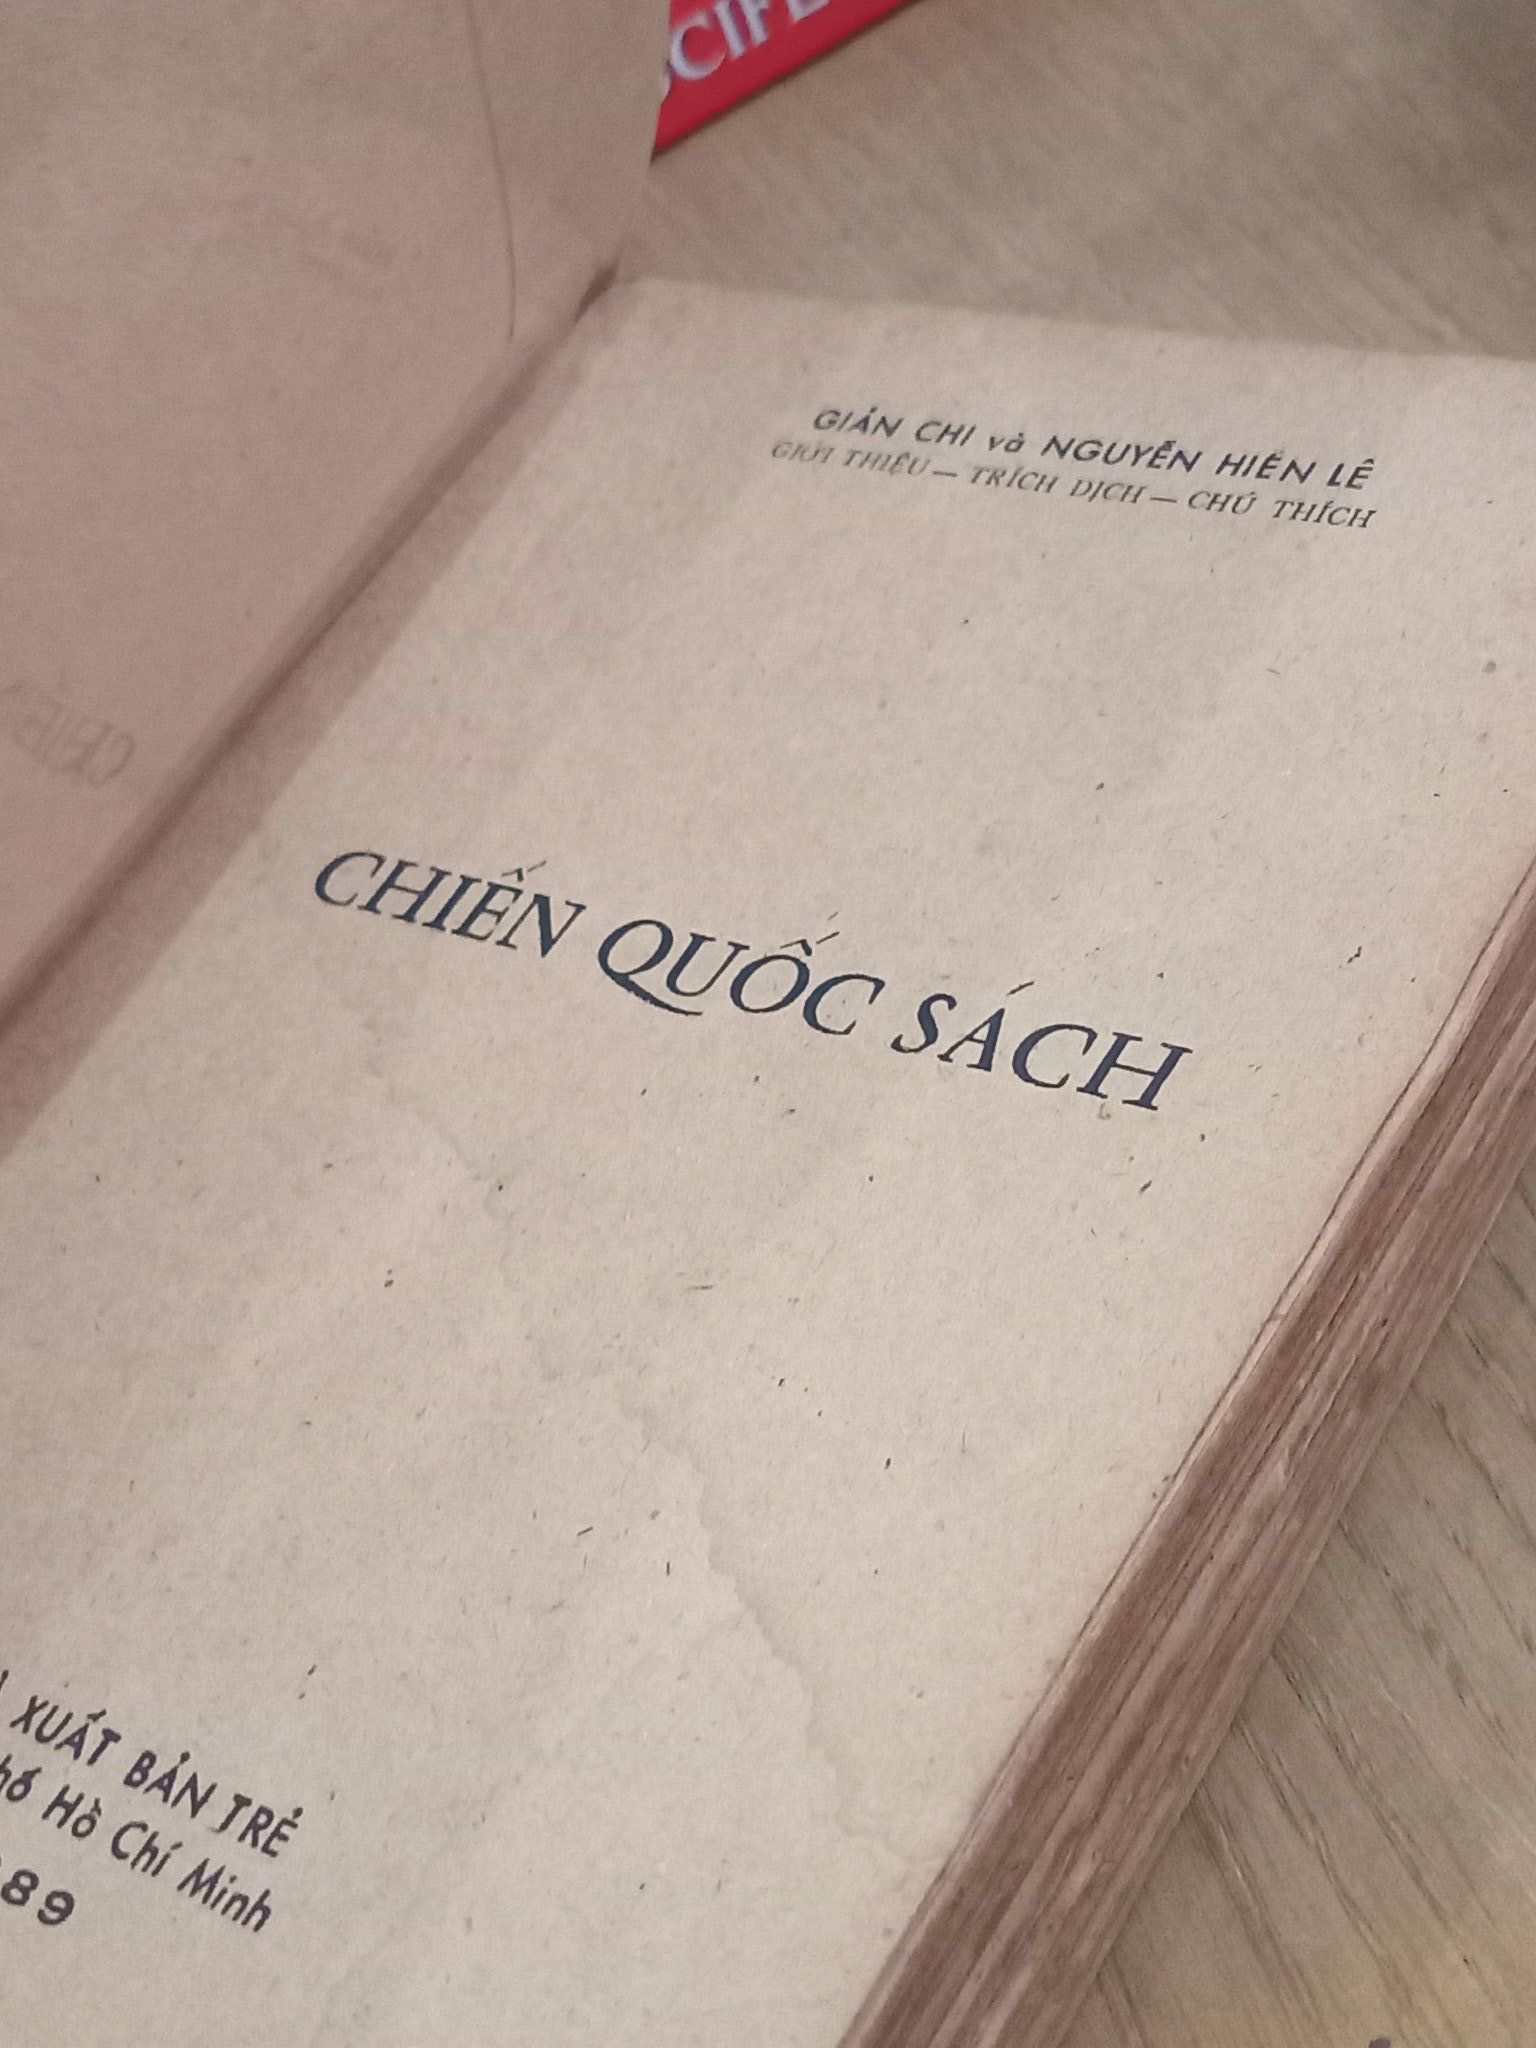 GIẢN CHI và NGUYỄN HIẾN LÊ
GIỚI THIỆU — TRÍCH DỊCH — CHÚ THÍCH
CHIẾN QUỐC SÁCH
XUẤT BẢN TRẺ
Hồ Chí Minh
89